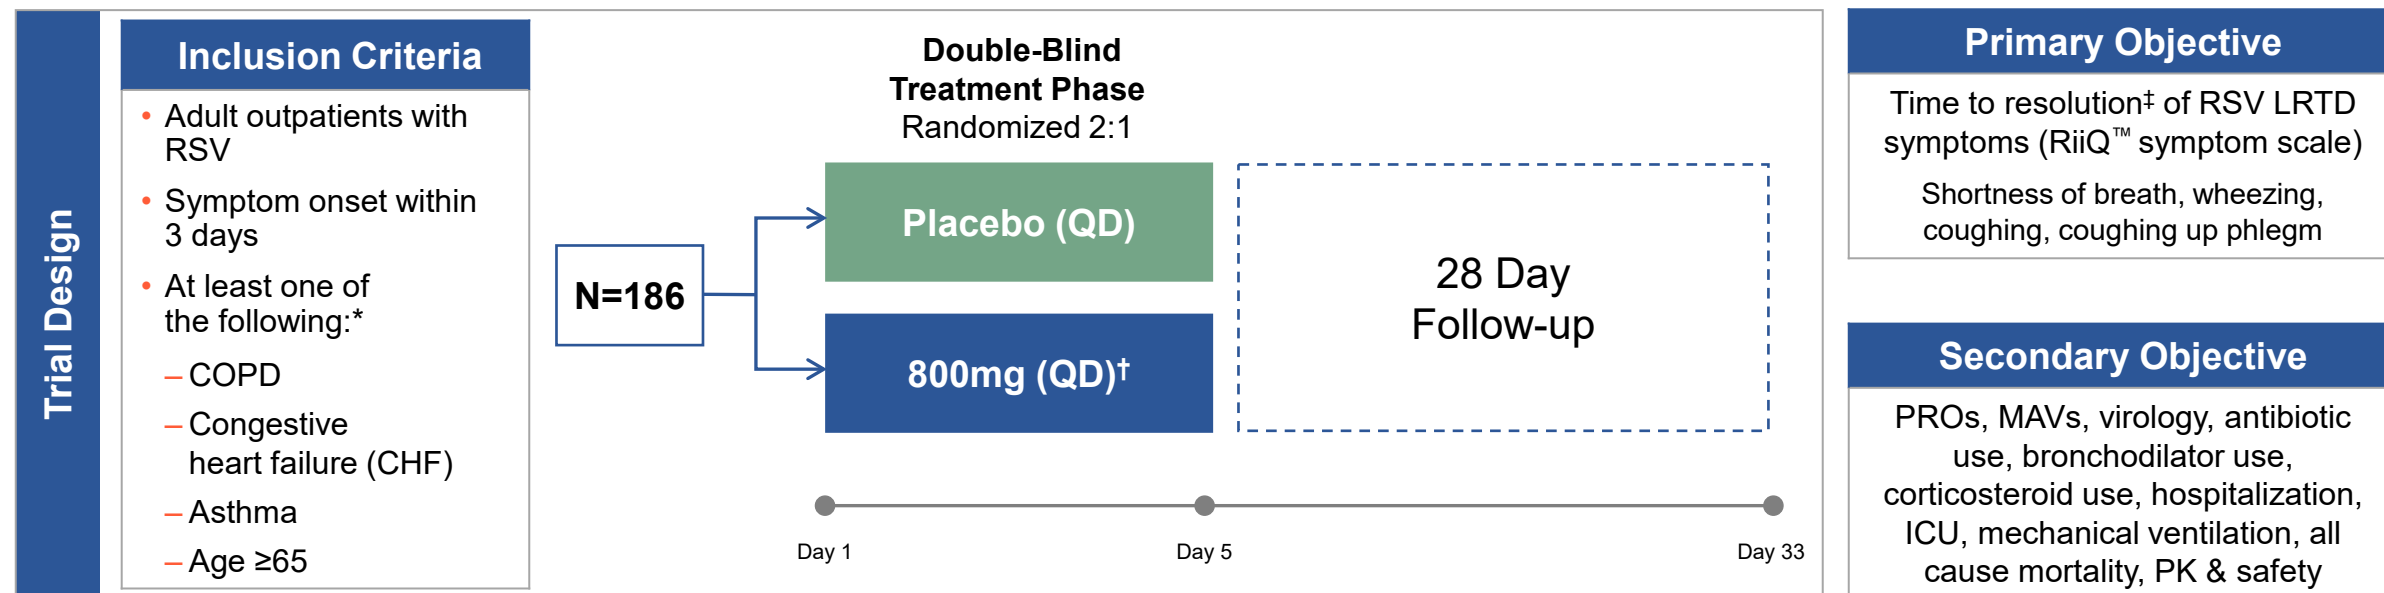 Trial Design
Inclusion Criteria
• Adult outpatients with
RSV
• Symptom onset within
3 days
• At least one of
the following:*
– COPD
– Congestive
heart failure (CHF)
– Asthma
– Age ≥65
N=186
Double-Blind
Treatment Phase
Randomized 2:1
Placebo (QD)
800mg (QD)†
28 Day
Follow-up
Day 1
Day 5
Day 33
Primary Objective
Time to resolution‡ of RSV LRTD
symptoms (RiiQ™ symptom scale)
Shortness of breath, wheezing,
coughing, coughing up phlegm
Secondary Objective
PROs, MAVs, virology, antibiotic
use, bronchodilator use,
corticosteroid use, hospitalization,
ICU, mechanical ventilation, all
cause mortality, PK & safety